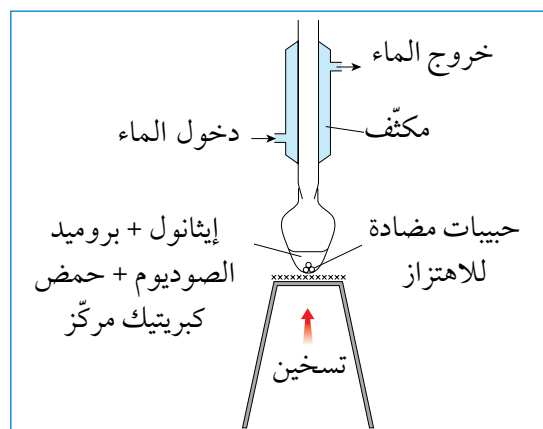 خروج الماء
مكثّف
دخول الماء
حبيبات مضادة
للاهتزاز
إيثانول + بروميد
الصوديوم + حمض
كبريتيك مركّز
تسخين